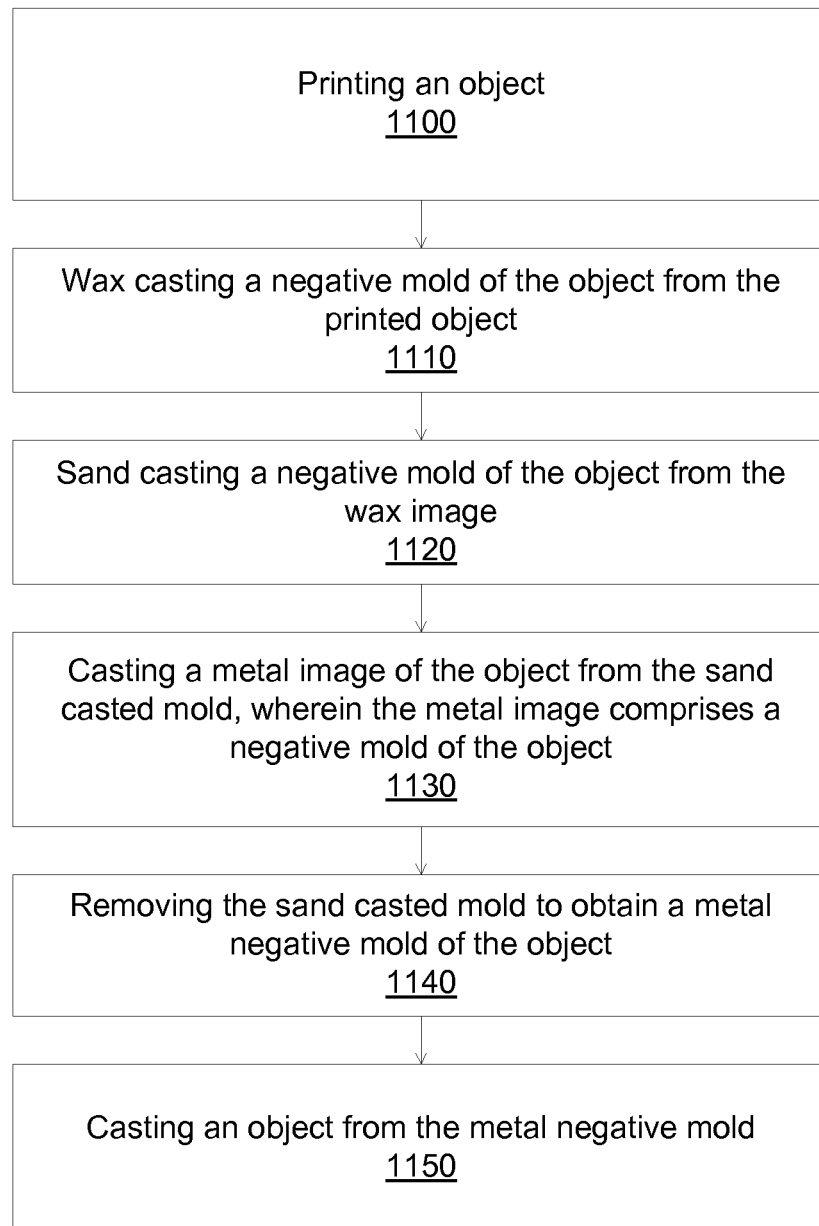 Printing an object
1100
Wax casting a negative mold of the object from the
printed object
1110
Sand casting a negative mold of the object from the
wax image
1120
Casting a metal image of the object from the sand
casted mold, wherein the metal image comprises a
negative mold of the object
1130
Removing the sand casted mold to obtain a metal
negative mold of the object
1140
Casting an object from the metal negative mold
1150